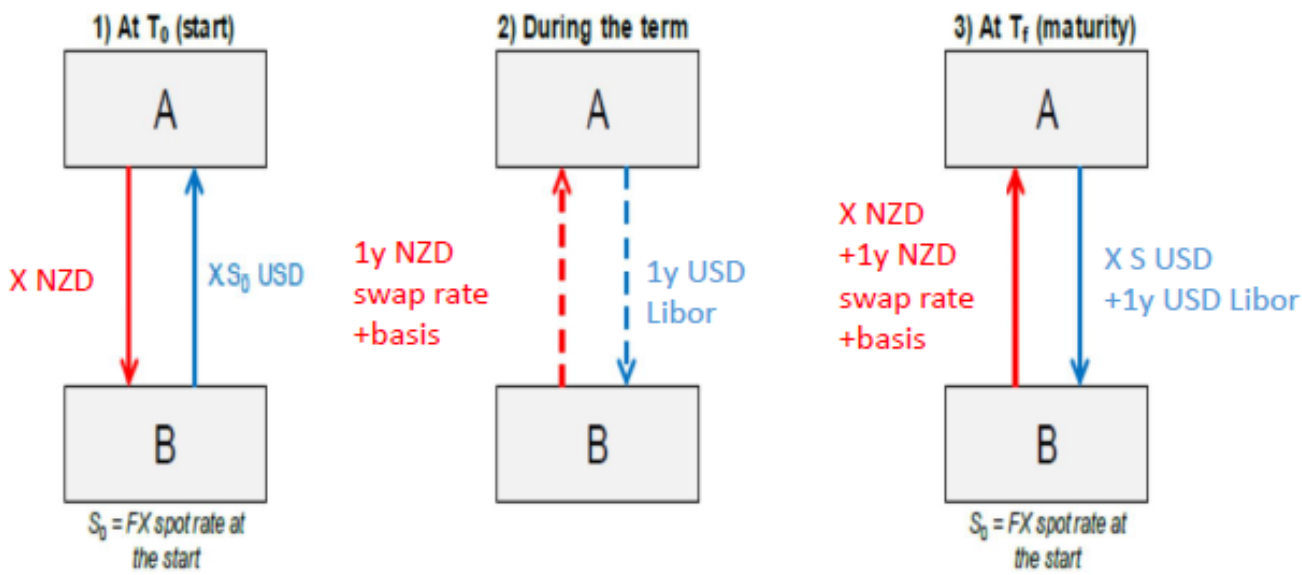 1) At T₀ (start)
A
X NZD
X.S₀ USD
B
S₀ = FX spot rate at
the start
2) During the term
A
1y NZD
swap rate
+basis
1y USD
Libor
B
3) At T_f (maturity)
A
X NZD
+1y NZD
swap rate
+basis
X S USD
+1y USD Libor
B
S₀ = FX spot rate at
the start